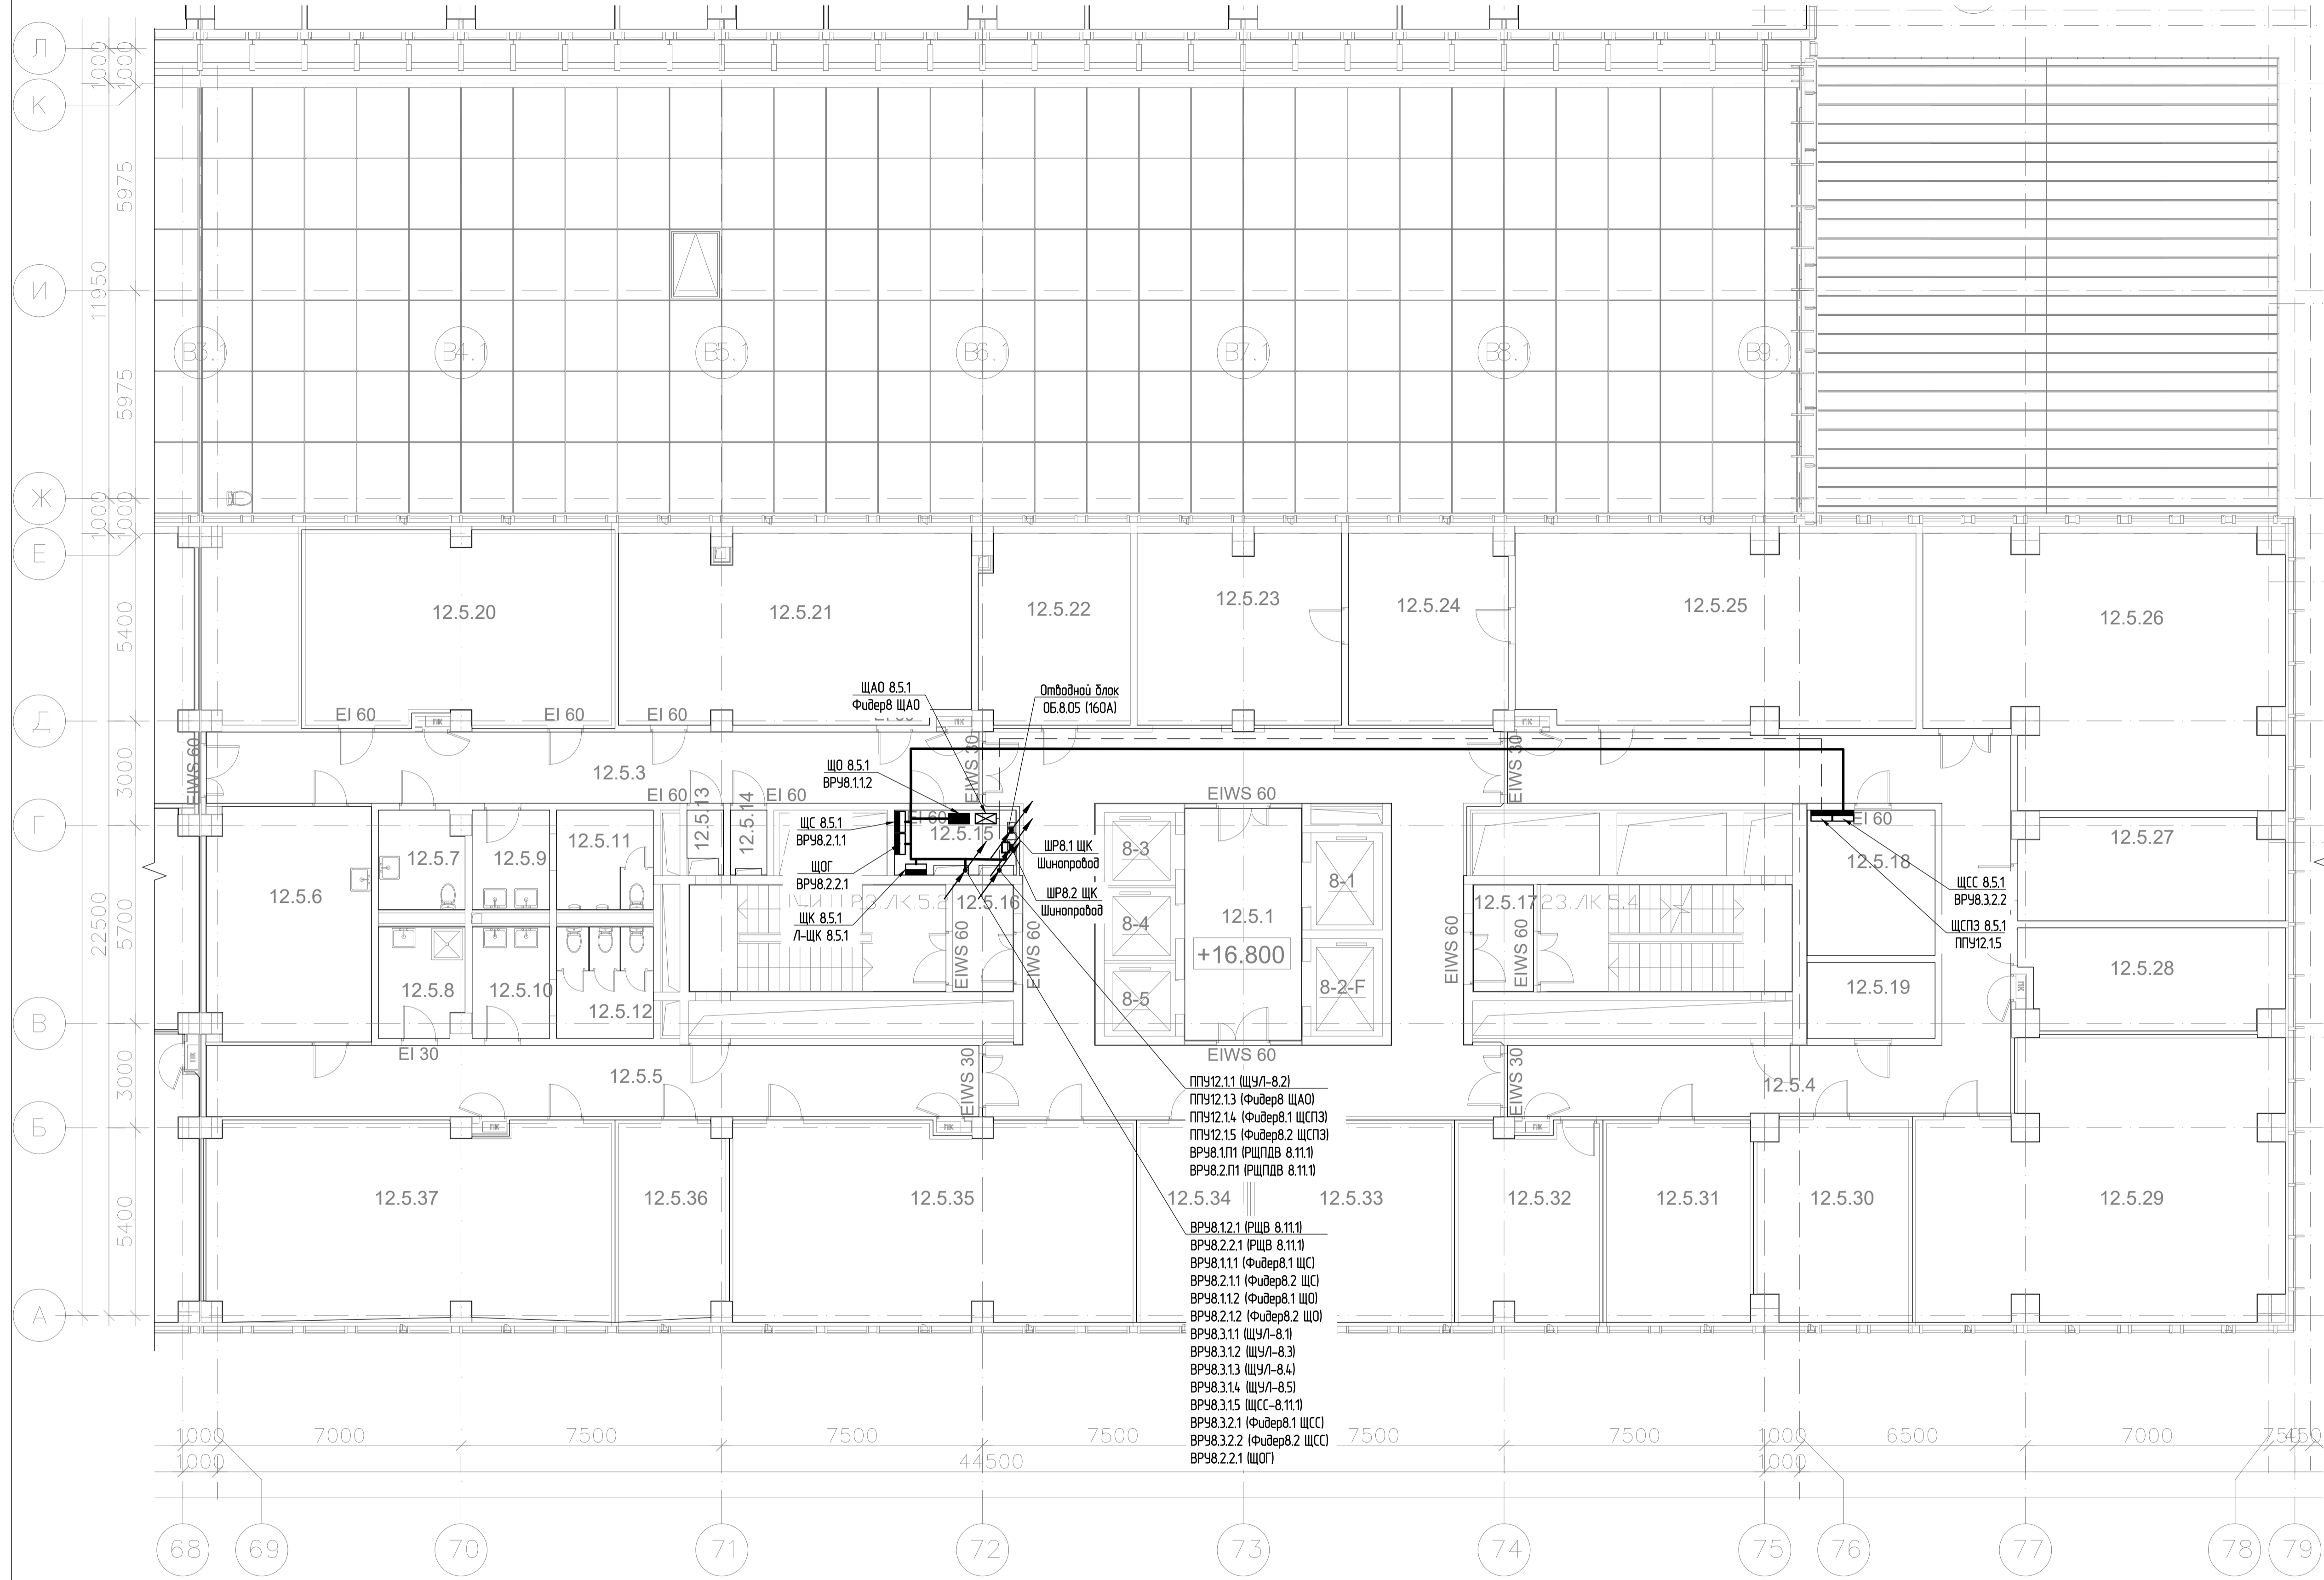 Л
1000
1000
К
5975
И
11950
В3.1
В4.1
В5.1
В6.1
В7.1
В8.1
В9.1
5975
Ж
1000
1000
Е
12.5.20
12.5.21
12.5.22
12.5.23
12.5.24
12.5.25
12.5.26
5400
ЩАО 8.5.1
Фидер8 ЩАО
Отводной блок
ОБ.8.05 (160А)
Д
EI 60
ПК
EI 60
EI 60
ПК
ПК
EIWS 60
EIWS 30
EIWS 30
3000
12.5.3
ЩО 8.5.1
ВРУ8.1.1.2
EI 60
EI 60
EIWS 60
12.5.13
12.5.14
Г
ЩС 8.5.1
ВРУ8.2.1.1
EI 60
12.5.15
EI 60
12.5.7
12.5.9
12.5.11
8-3
12.5.18
12.5.27
ШР8.1 ЩК
Шинопровод
ЩОГ
ВРУ8.2.2.1
8-1
ЩСС 8.5.1
ВРУ8.3.2.2
12.5.6
12.5.16
ШР8.2 ЩК
Шинопровод
12.5.1
12.5.17
23.ЛК.5.4
ЩК 8.5.1
Л-ЩК 8.5.1
8-4
ЩСПЗ 8.5.1
ППУ12.1.5
22500
5700
EIWS 60
EIWS 60
+16.800
EIWS 60
EIWS 60
12.5.28
12.5.8
12.5.10
12.5.12
8-5
8-2-F
12.5.19
ПК
В
EI 30
EIWS 60
ПК
3000
12.5.5
EIWS 30
EIWS 30
12.5.4
ППУ12.1.1 (ЩУЛ-8.2)
ППУ12.1.3 (Фидер8 ЩАО)
ППУ12.1.4 (Фидер8.1 ЩСПЗ)
ППУ12.1.5 (Фидер8.2 ЩСПЗ)
ВРУ8.1.П1 (РЩПДВ 8.11.1)
ВРУ8.2.П1 (РЩПДВ 8.11.1)
Б
ПК
ПК
ПК
12.5.37
12.5.36
12.5.35
12.5.34
12.5.33
12.5.32
12.5.31
12.5.30
12.5.29
5400
ВРУ8.1.2.1 (РЩВ 8.11.1)
ВРУ8.2.2.1 (РЩВ 8.11.1)
ВРУ8.1.1.1 (Фидер8.1 ЩС)
ВРУ8.2.1.1 (Фидер8.2 ЩС)
ВРУ8.1.1.2 (Фидер8.1 ЩО)
ВРУ8.2.1.2 (Фидер8.2 ЩО)
ВРУ8.3.1.1 (ЩУЛ-8.1)
ВРУ8.3.1.2 (ЩУЛ-8.3)
ВРУ8.3.1.3 (ЩУЛ-8.4)
ВРУ8.3.1.4 (ЩУЛ-8.5)
ВРУ8.3.1.5 (ЩСС-8.11.1)
ВРУ8.3.2.1 (Фидер8.1 ЩСС)
ВРУ8.3.2.2 (Фидер8.2 ЩСС)
ВРУ8.2.2.1 (ЩОГ)
А
1000
7000
7500
7500
7500
7500
7500
1000
6500
7000
1000
44500
1000
68
69
70
71
72
73
74
75
76
77
78
79